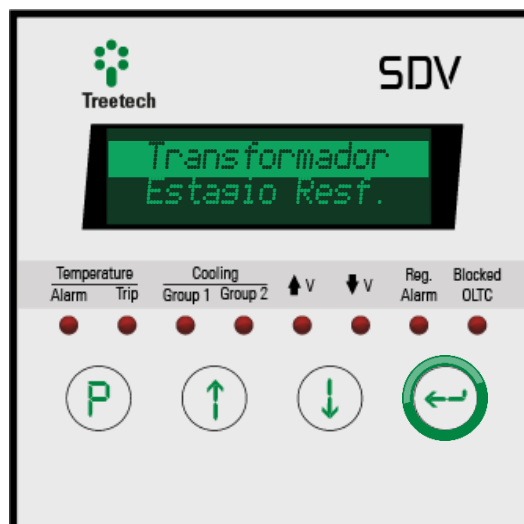 Treetech
SDV
Transformador
Estagio Resf.
Temperature
Alarm Trip
Cooling
Group 1 Group 2
V
V
Reg.
Alarm
Blocked
OLTC
P